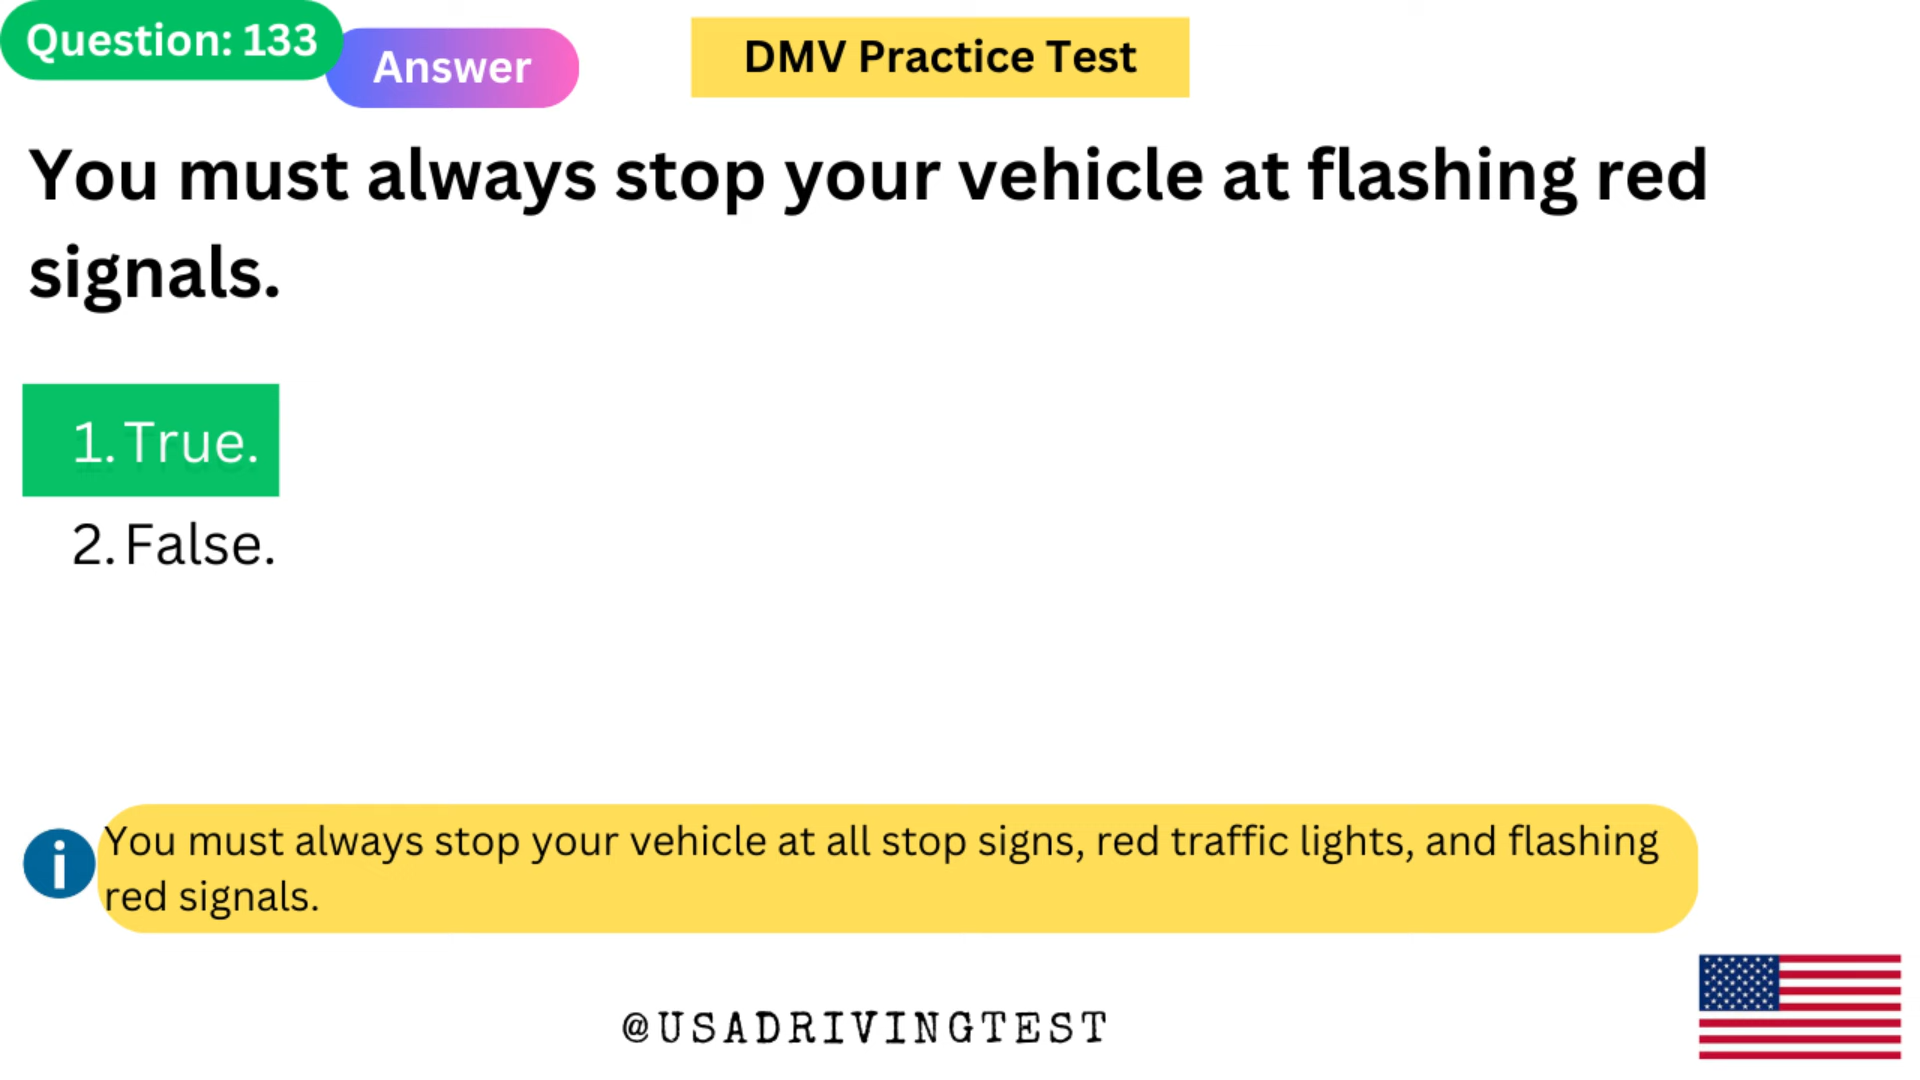 Question: 133
Answer
DMV Practice Test
You must always stop your vehicle at flashing red
signals.
1. True.
2. False.
i
You must always stop your vehicle at all stop signs, red traffic lights, and flashing
red signals.
@USADRIVINGTEST